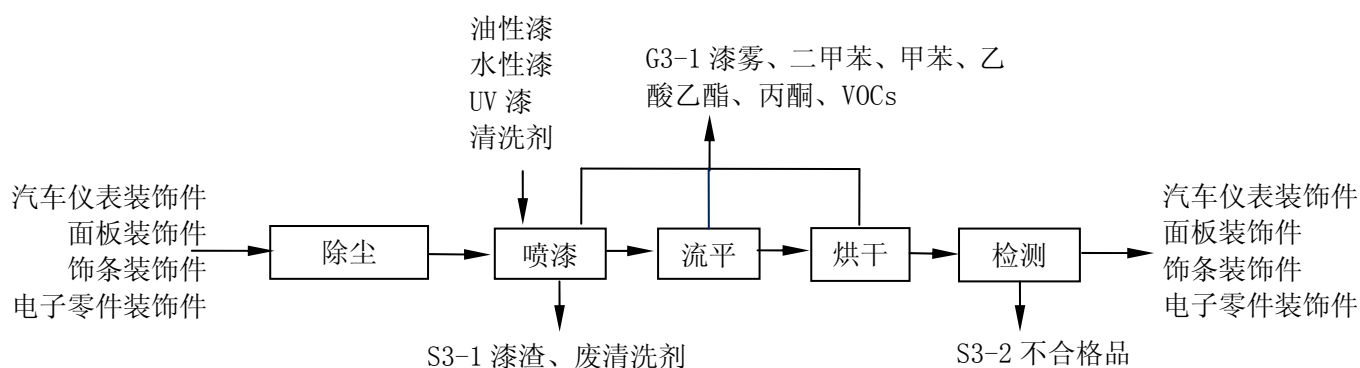 油性漆
水性漆
UV 漆
清洗剂
G3-1 漆雾、二甲苯、甲苯、乙
酸乙酯、丙酮、VOCs
汽车仪表装饰件
面板装饰件
饰条装饰件
电子零件装饰件
除尘
喷漆
流平
烘干
检测
汽车仪表装饰件
面板装饰件
饰条装饰件
电子零件装饰件
S3-1 漆渣、废清洗剂
S3-2 不合格品